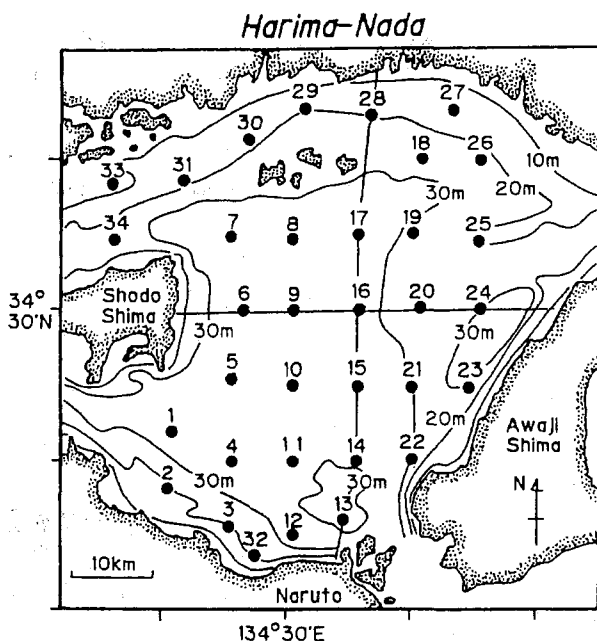 Harima-Nada
29
28
27
10m
30
18
26
20m
33
31
30m
34
7
8
17
19
25
Shodo
Shima
34°
30'N
30m
6
9
16
20
24
30m
5
10
15
21
23
20m
Awaji
Shima
1
4
11
14
22
30m
30m
2
13
N
3
32
12
10km
Naruto
134°30'E